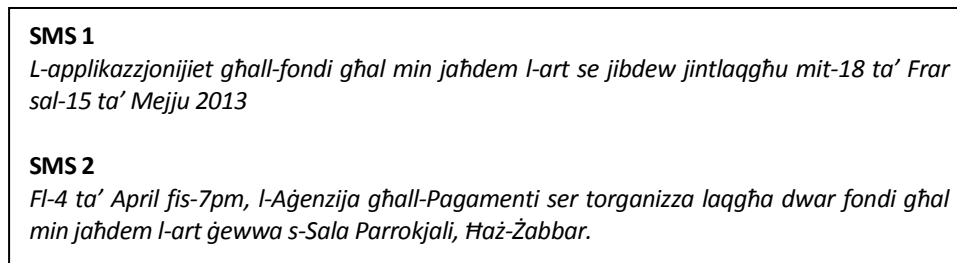 SMS 1
L-applikazzjonijiet għall-fondi għal min jaħdem l-art se jibdew jintlaqgħu mit-18 ta’ Frar
sal-15 ta’ Mejju 2013
SMS 2
Fl-4 ta’ April fis-7pm, l-Aġenzija għall-Pagamenti ser torganizza laqgħa dwar fondi għal
min jaħdem l-art ġewwa s-Sala Parrokjali, Ħaż-Żabbar.